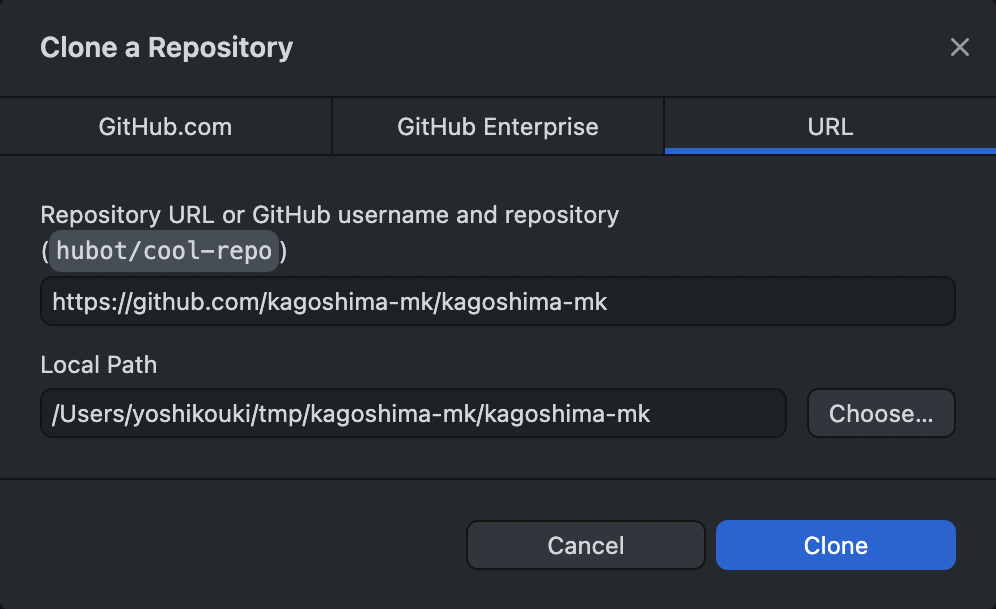 Clone a Repository
GitHub.com
GitHub Enterprise
URL
Repository URL or GitHub username and repository
(hubot/cool-repo)
https://github.com/kagoshima-mk/kagoshima-mk
Local Path
/Users/yoshikouki/tmp/kagoshima-mk/kagoshima-mk
Choose...
Cancel
Clone